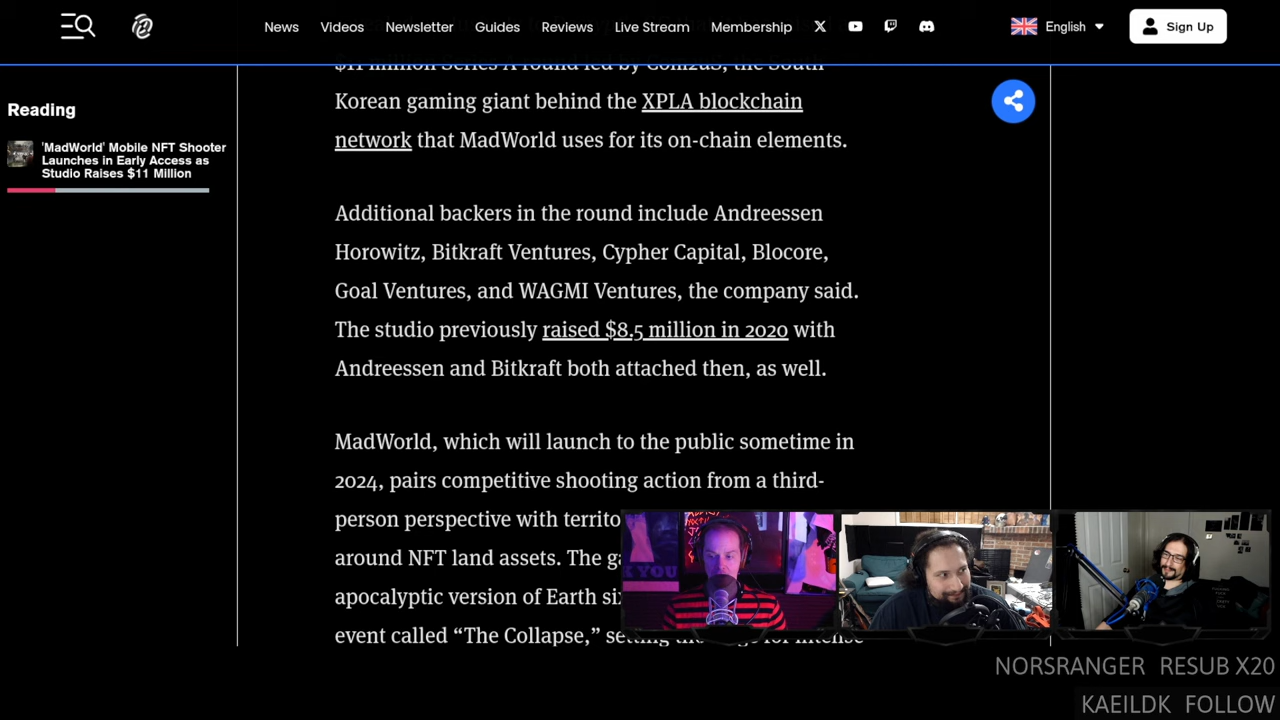 News Videos Newsletter Guides Reviews Live Stream Membership English Sign Up
Reading
'MadWorld' Mobile NFT Shooter
Launches in Early Access as
Studio Raises $11 Million
$11 million Series A round led by Com2uS, the South
Korean gaming giant behind the XPLA blockchain
network that MadWorld uses for its on-chain elements.
Additional backers in the round include Andreessen
Horowitz, Bitkraft Ventures, Cypher Capital, Blocore,
Goal Ventures, and WAGMI Ventures, the company said.
The studio previously raised $8.5 million in 2020 with
Andreessen and Bitkraft both attached then, as well.
MadWorld, which will launch to the public sometime in
2024, pairs competitive shooting action from a third-
person perspective with territo
around NFT land assets. The ga
apocalyptic version of Earth si
event called “The Collapse,” setting the stage for intense
NORSRANGER RESUB X20
KAEILDK FOLLOW